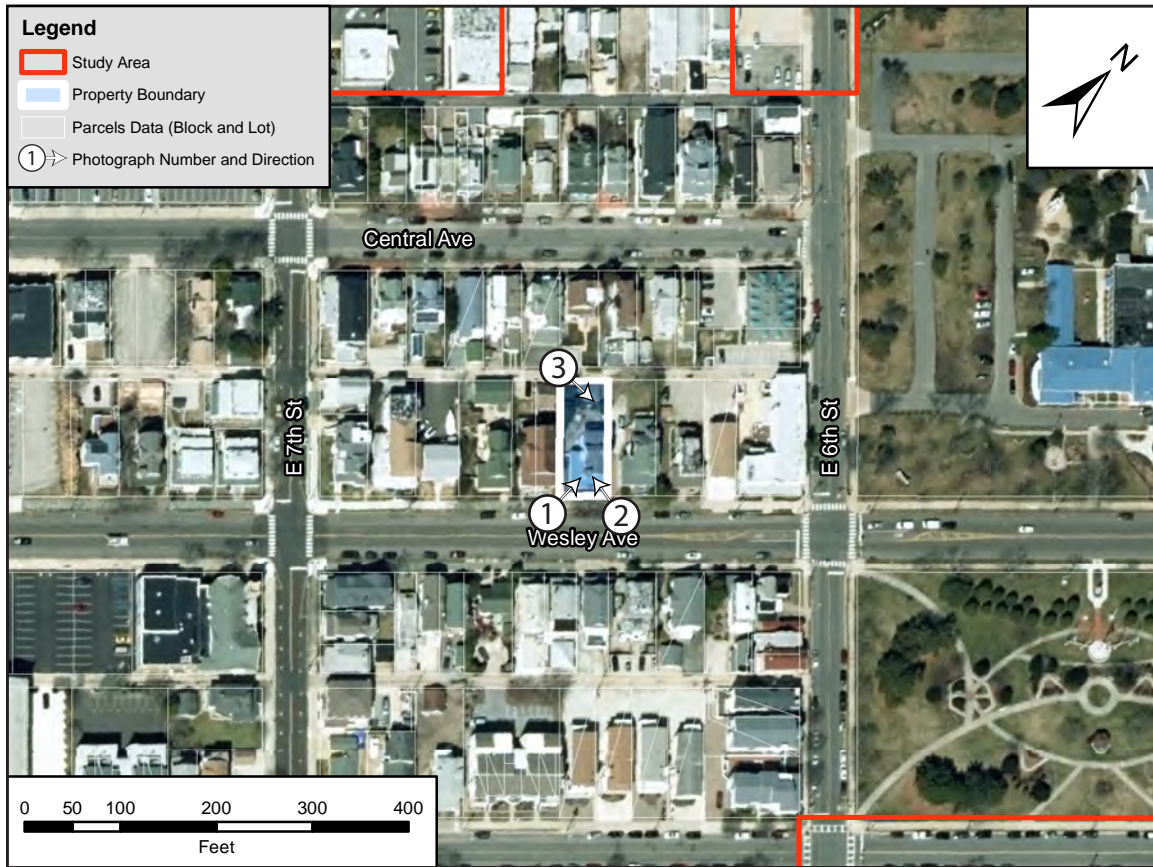 Legend
Study Area
Property Boundary
Parcels Data (Block and Lot)
1 Photograph Number and Direction
N
Central Ave
E 7th St
E 6th St
3
1
2
Wesley Ave
0 50 100 200 300 400
Feet